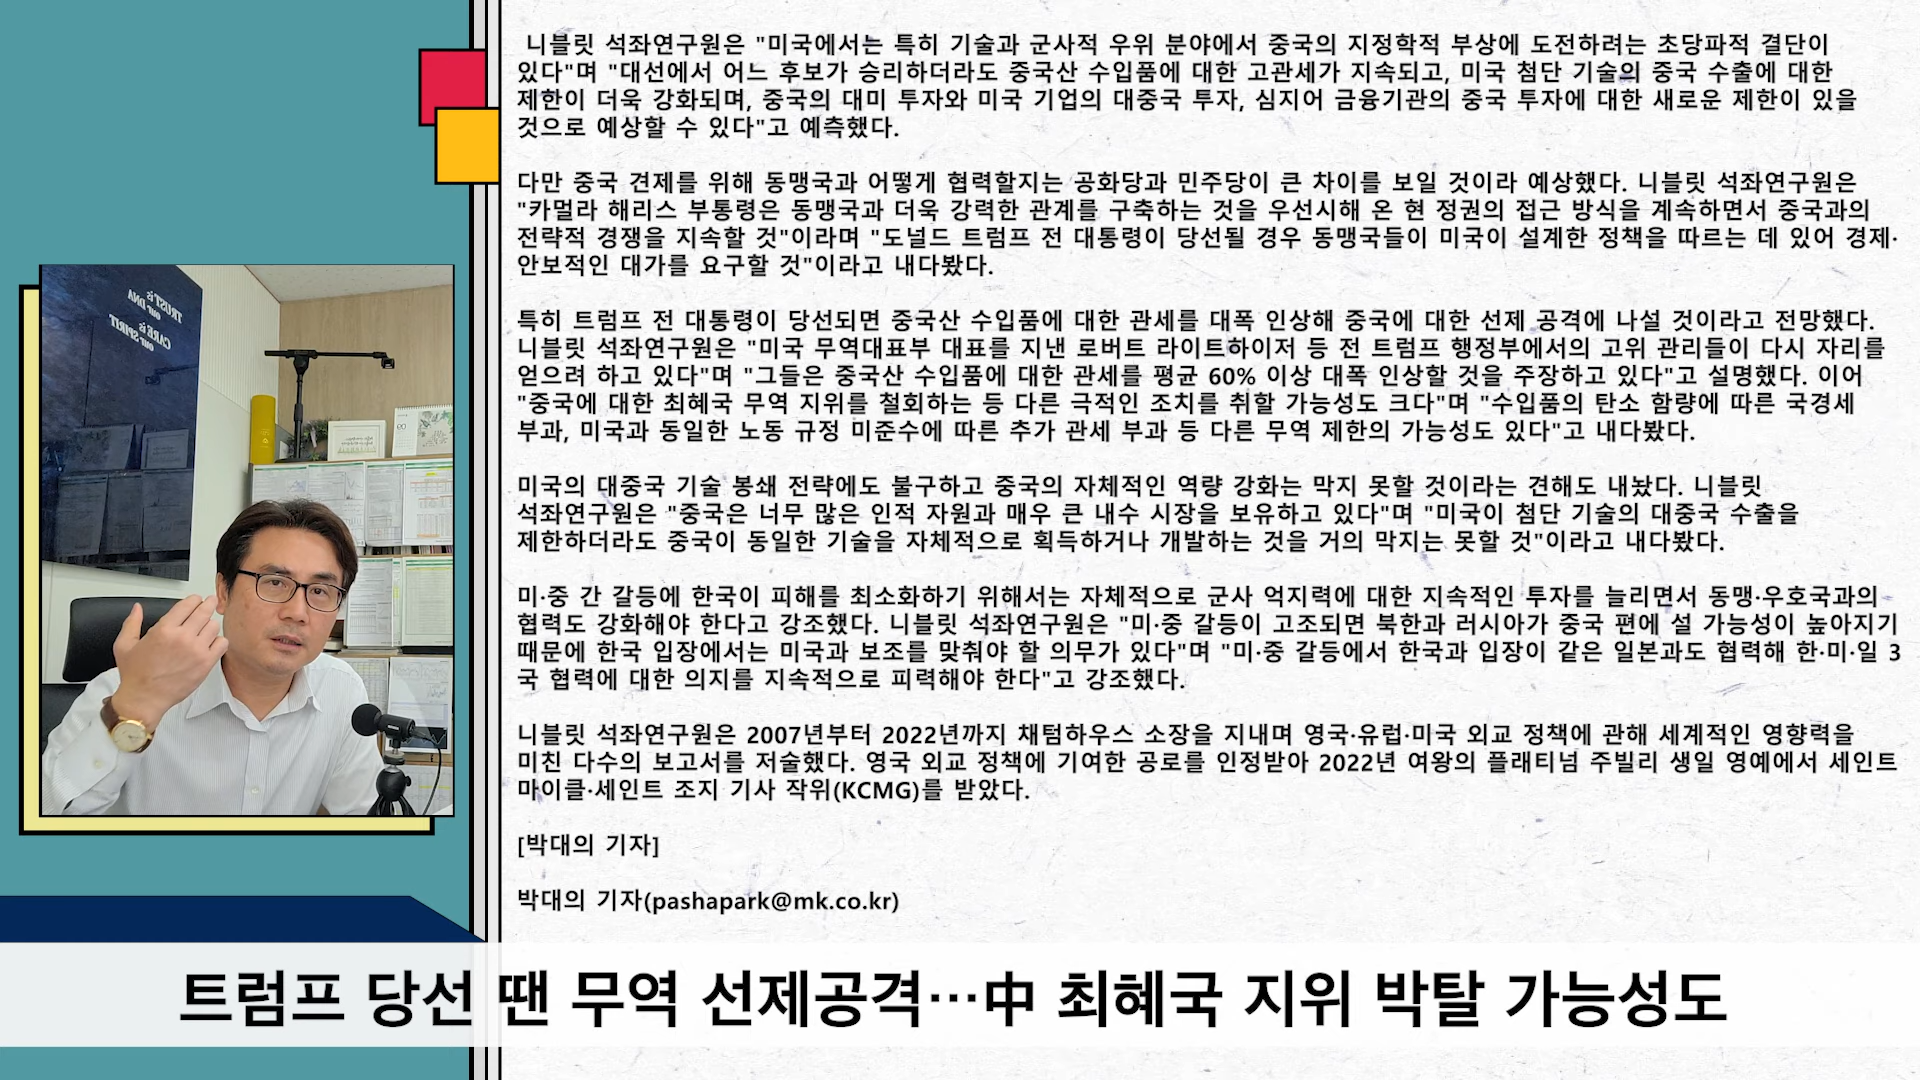 니블릿 석좌연구원은 "미국에서는 특히 기술과 군사적 우위 분야에서 중국의 지정학적 부상에 도전하려는 초당파적 결단이
있다"며 "대선에서 어느 후보가 승리하더라도 중국산 수입품에 대한 고관세가 지속되고, 미국 첨단 기술의 중국 수출에 대한
제한이 더욱 강화되며, 중국의 대미 투자와 미국 기업의 대중국 투자, 심지어 금융기관의 중국 투자에 대한 새로운 제한이 있을
것으로 예상할 수 있다"고 예측했다.
다만 중국 견제를 위해 동맹국과 어떻게 협력할지는 공화당과 민주당이 큰 차이를 보일 것이라 예상했다. 니블릿 석좌연구원은
"카멀라 해리스 부통령은 동맹국과 더욱 강력한 관계를 구축하는 것을 우선시해 온 현 정권의 접근 방식을 계속하면서 중국과의
전략적 경쟁을 지속할 것"이라며 "도널드 트럼프 전 대통령이 당선될 경우 동맹국들이 미국이 설계한 정책을 따르는 데 있어 경제·
안보적인 대가를 요구할 것"이라고 내다봤다.
특히 트럼프 전 대통령이 당선되면 중국산 수입품에 대한 관세를 대폭 인상해 중국에 대한 선제 공격에 나설 것이라고 전망했다.
니블릿 석좌연구원은 "미국 무역대표부 대표를 지낸 로버트 라이트하이저 등 전 트럼프 행정부에서의 고위 관리들이 다시 자리를
얻으려 하고 있다"며 "그들은 중국산 수입품에 대한 관세를 평균 60% 이상 대폭 인상할 것을 주장하고 있다"고 설명했다. 이어
"중국에 대한 최혜국 무역 지위를 철회하는 등 다른 극적인 조치를 취할 가능성도 크다"며 "수입품의 탄소 함량에 따른 국경세
부과, 미국과 동일한 노동 규정 미준수에 따른 추가 관세 부과 등 다른 무역 제한의 가능성도 있다"고 내다봤다.
미국의 대중국 기술 봉쇄 전략에도 불구하고 중국의 자체적인 역량 강화는 막지 못할 것이라는 견해도 내놨다. 니블릿
석좌연구원은 "중국은 너무 많은 인적 자원과 매우 큰 내수 시장을 보유하고 있다"며 "미국이 첨단 기술의 대중국 수출을
제한하더라도 중국이 동일한 기술을 자체적으로 획득하거나 개발하는 것을 거의 막지는 못할 것"이라고 내다봤다.
미·중 간 갈등에 한국이 피해를 최소화하기 위해서는 자체적으로 군사 억지력에 대한 지속적인 투자를 늘리면서 동맹·우호국과의
협력도 강화해야 한다고 강조했다. 니블릿 석좌연구원은 "미·중 갈등이 고조되면 북한과 러시아가 중국 편에 설 가능성이 높아지기
때문에 한국 입장에서는 미국과 보조를 맞춰야 할 의무가 있다"며 "미·중 갈등에서 한국과 입장이 같은 일본과도 협력해 한·미·일 3
국 협력에 대한 의지를 지속적으로 피력해야 한다"고 강조했다.
니블릿 석좌연구원은 2007년부터 2022년까지 채텀하우스 소장을 지내며 영국·유럽·미국 외교 정책에 관해 세계적인 영향력을
미친 다수의 보고서를 저술했다. 영국 외교 정책에 기여한 공로를 인정받아 2022년 여왕의 플래티넘 주빌리 생일 영예에서 세인트
마이클·세인트 조지 기사 작위(KCMG)를 받았다.
[박대의 기자]
박대의 기자(pashapark@mk.co.kr)
TRUST is
our DNA
CARE is
our SPIRIT
트럼프 당선 땐 무역 선제공격…中 최혜국 지위 박탈 가능성도